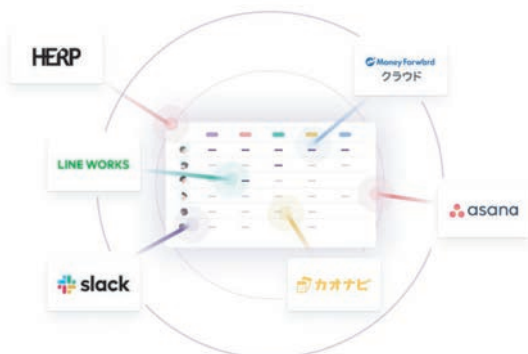 HERP
Money Forward
クラウド
LINE WORKS
asana
slack
カオナビ